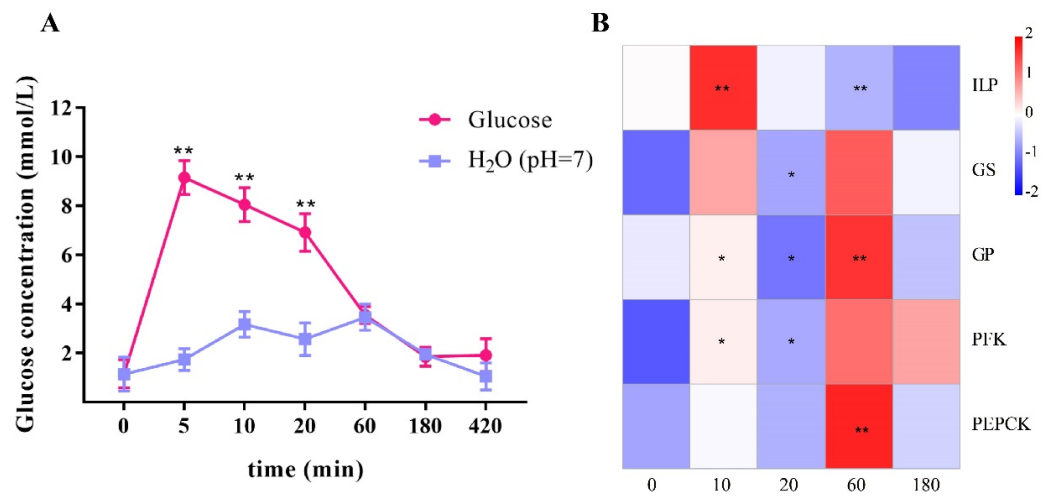 A
Glucose concentration (mmol/L)
12
10
8
6
4
2
**
**
**
Glucose
H₂O (pH=7)
0 5 10 20 60 180 420
time (min)
B
** ** ILP
* GS
* * ** GP
* * PFK
** PEPCK
0 10 20 60 180
2
1
0
-1
-2